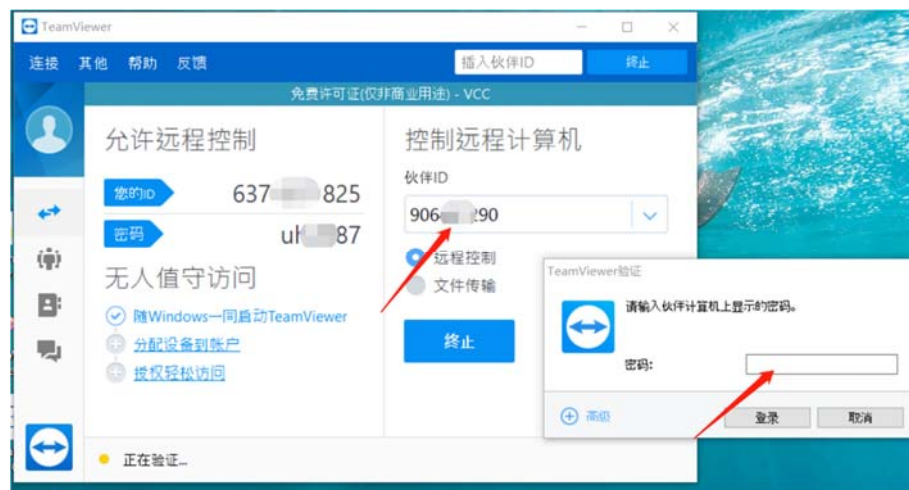 TeamViewer
连接 其他 帮助 反馈
插入伙伴ID
终止
免费许可证(仅非商业用途) - VCC
允许远程控制
您的ID
637 825
密码
87
无人值守访问
随Windows一同启动TeamViewer
分配设备到帐户
授权轻松访问
控制远程计算机
伙伴ID
906 290
远程控制
文件传输
终止
正在验证...
TeamViewer验证
请输入伙伴计算机上显示的密码。
密码:
高级
登录
取消